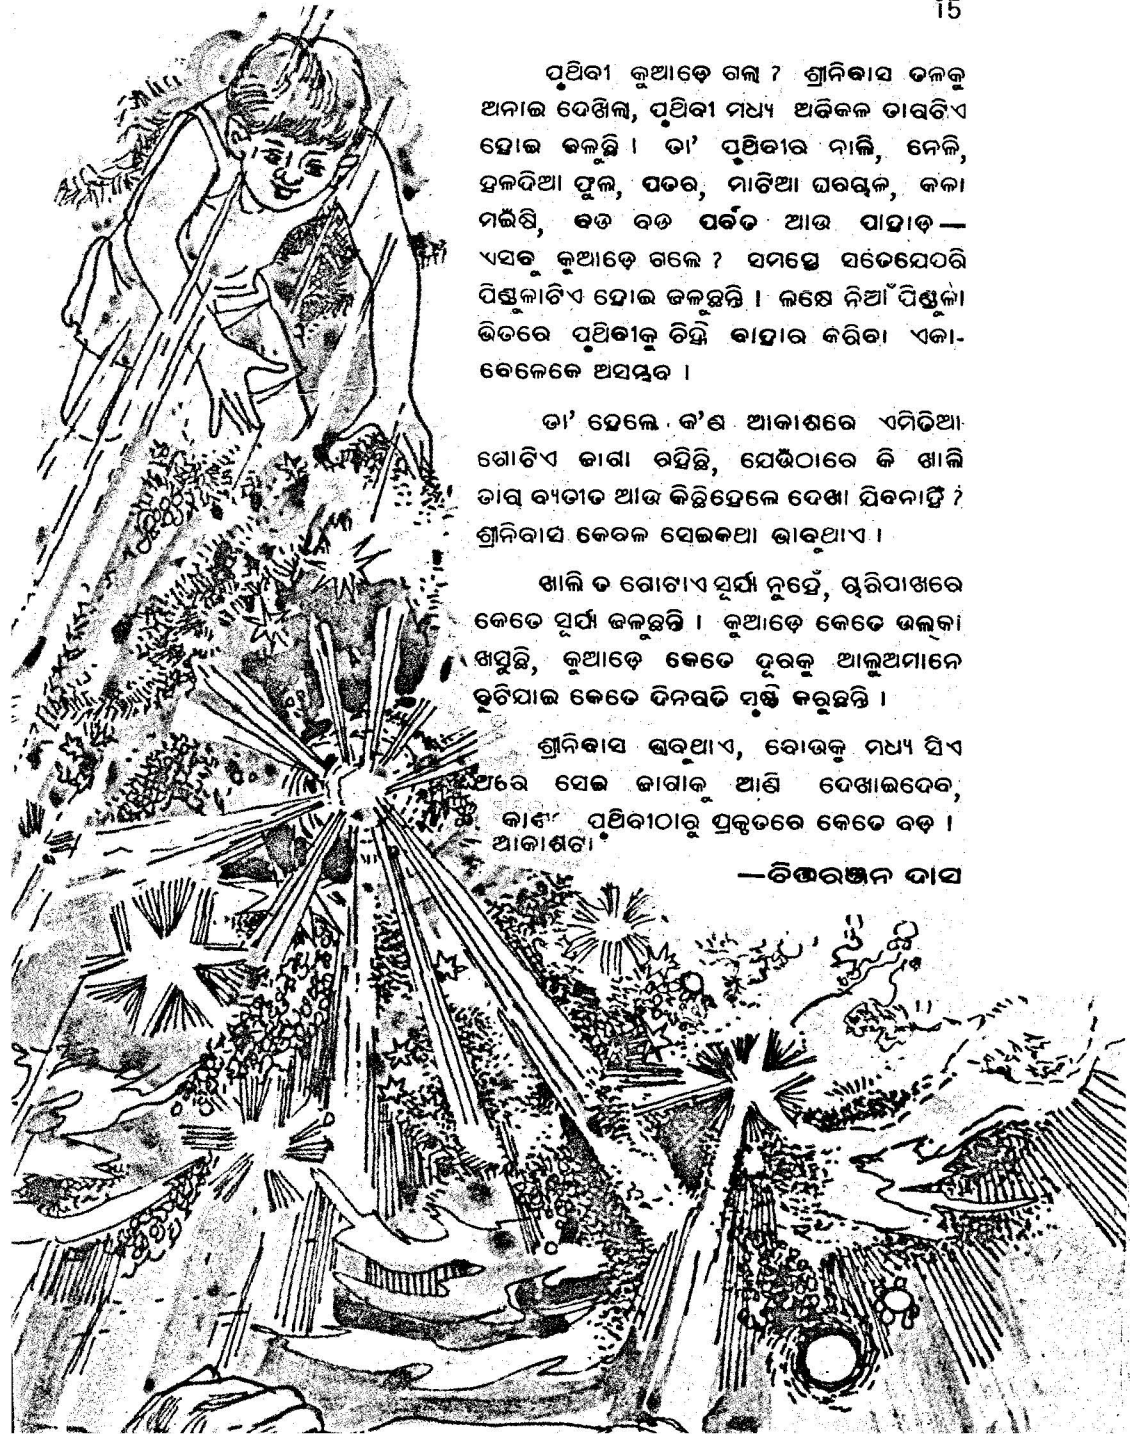 15
ପୃଥିବୀ କୁଆଡ଼େ ଗଲା ? ଶ୍ରୀନିବାସ ତଳକୁ
ଅନାଇ ଦେଖିଲା, ପୃଥିବୀ ମଧ୍ୟ ଅବିକଳ ତାରାଟିଏ
ହୋଇ ଜଳୁଛି । ତା' ପୃଥିବୀର ନାଲି, ନେଳି,
ହଳଦିଆ ଫୁଲ, ପତର, ମାଟିଆ ଘରଗୁଳ, କଳା
ମଇଁଷି, ବଡ ବଡ ପର୍ବତ ଆଉ ପାହାଡ଼ —
ଏସବୁ କୁଆଡ଼େ ଗଲେ ? ସମସ୍ତେ ସତେଯେପରି
ପିଣ୍ଡୁଳାଟିଏ ହୋଇ ଜଳୁଛନ୍ତି । ଲକ୍ଷେ ନିଆଁ ପିଣ୍ଡୁଳା
ଭିତରେ ପୃଥିବୀକୁ ଚିହ୍ନି ବାହାର କରିବା ଏକା-
ବେଳେକେ ଅସମ୍ଭବ ।
ତା' ହେଲେ କ'ଣ ଆକାଶରେ ଏମିତିଆ
ଗୋଟିଏ ଜାଗା ରହିଛି, ଯେଉଁଠାରେ କି ଖାଲି
ତାରା ବ୍ୟତୀତ ଆଉ କିଛିହେଲେ ଦେଖା ଯିବନାହିଁ ?
ଶ୍ରୀନିବାସ କେବଳ ସେଇକଥା ଭାବୁଥାଏ ।
ଖାଲି ତ ଗୋଟାଏ ସୂର୍ଯ୍ୟ ନୁହେଁ, ଚାରିପାଖରେ
କେତେ ସୂର୍ଯ୍ୟ ଜଳୁଛନ୍ତି । କୁଆଡ଼େ କେତେ ଉଲ୍‌କା
ଖସୁଛି, କୁଆଡ଼େ କେତେ ଦୂରକୁ ଆଲୁଅମାନେ
ଛୁଟିଯାଇ କେତେ ଦିନରାତି ସୃଷ୍ଟି କରୁଛନ୍ତି ।
ଶ୍ରୀନିବାସ ଭାବୁଥାଏ, ବୋଉକୁ ମଧ୍ୟ ସିଏ
ଥରେ ସେଇ ଜାଗାକୁ ଆଣି ଦେଖାଇଦେବ,
ପୃଥିବୀଠାରୁ ପ୍ରକୃତରେ କେତେ ବଡ଼ ।
ଆକାଶଟା
—ଚିତ୍ତରଞ୍ଜନ ଦାସ